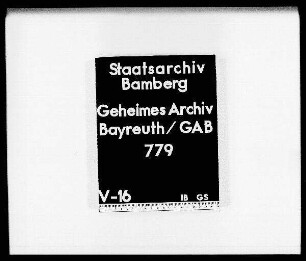 Staatsarchiv
Bamberg
Geheimes Archiv
Bayreuth/GAB
779
V-16 IB GS